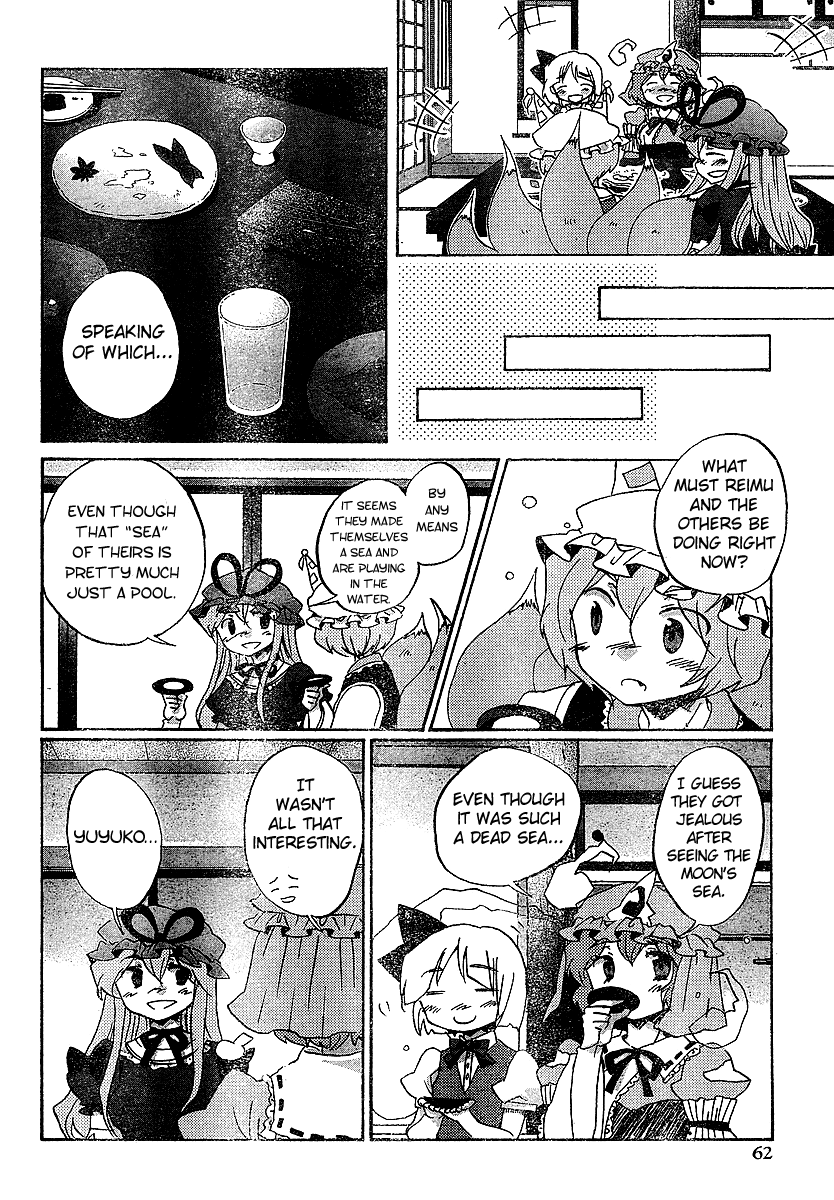 SPEAKING
OF WHICH...
WHAT
MUST REIMU
AND THE
OTHERS BE
DOING RIGHT
NOW?
BY
ANY
MEANS
IT SEEMS
THEY MADE
THEMSELVES
A SEA AND
ARE PLAYING
IN THE
WATER.
EVEN THOUGH
THAT "SEA"
OF THEIRS IS
PRETTY MUCH
JUST A POOL.
I GUESS
THEY GOT
JEALOUS
AFTER
SEEING THE
MOON'S
SEA.
EVEN THOUGH
IT WAS SUCH
A DEAD SEA...
IT
WASN'T
ALL THAT
INTERESTING.
YUYUKO...
62